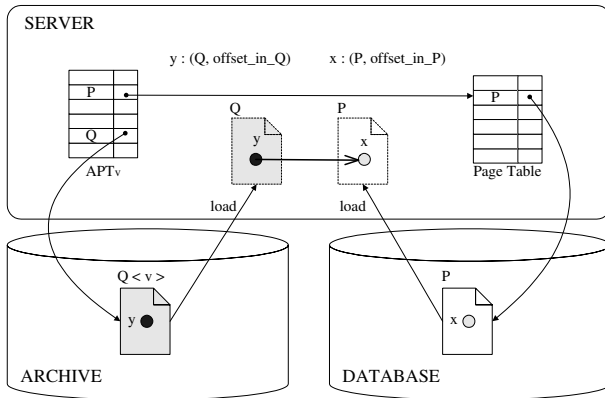 SERVER
y : (Q, offset_in_Q)
x : (P, offset_in_P)
P
Q
APTv
Q
y
P
x
P
Page Table
load
load
Q < v >
y
P
x
ARCHIVE
DATABASE